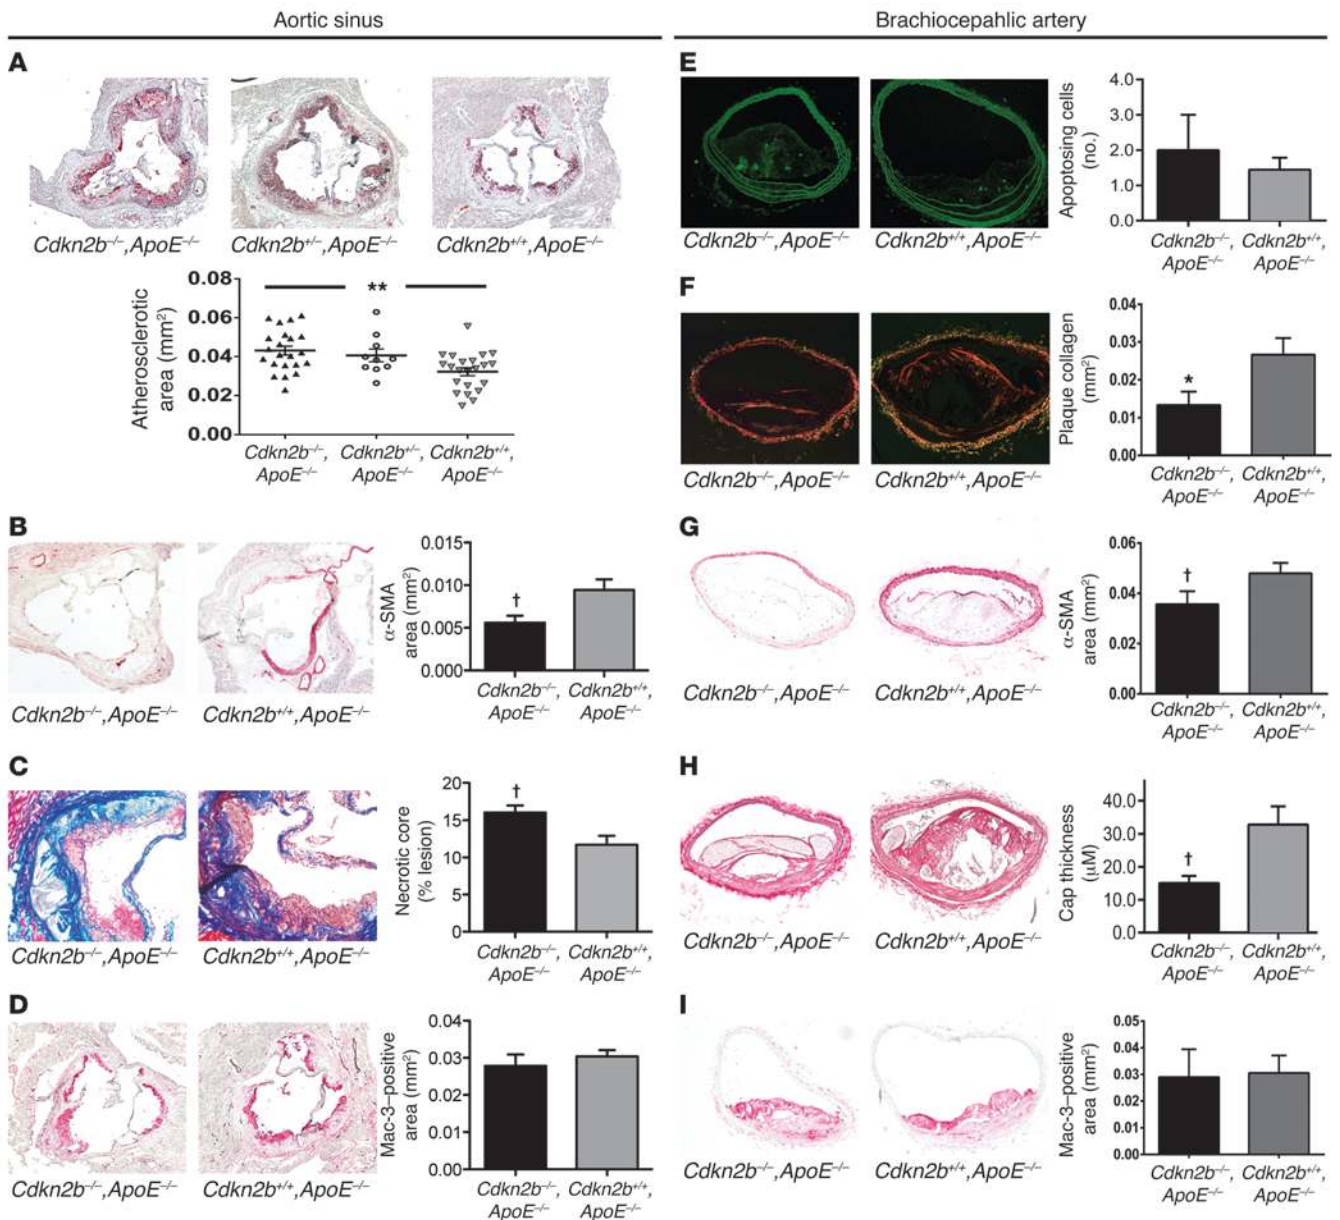 Aortic sinus
A
Cdkn2b–/–,ApoE–/–
Cdkn2b+/–,ApoE–/–
Cdkn2b+/+,ApoE–/–
Atherosclerotic
area (mm²)
0.08
0.06
0.04
0.02
0.00
**
Cdkn2b–/–,
ApoE–/–
Cdkn2b+/–,
ApoE–/–
Cdkn2b+/+,
ApoE–/–
B
Cdkn2b–/–,ApoE–/–
Cdkn2b+/+,ApoE–/–
α-SMA
area (mm²)
0.015
0.010
0.005
0.000
†
Cdkn2b–/–,
ApoE–/–
Cdkn2b+/+,
ApoE–/–
C
Cdkn2b–/–,ApoE–/–
Cdkn2b+/+,ApoE–/–
Necrotic core
(% lesion)
20
15
10
5
0
†
Cdkn2b–/–,
ApoE–/–
Cdkn2b+/+,
ApoE–/–
D
Cdkn2b–/–,ApoE–/–
Cdkn2b+/+,ApoE–/–
Mac-3–positive
area (mm²)
0.04
0.03
0.02
0.01
0.00
Cdkn2b–/–,
ApoE–/–
Cdkn2b+/+,
ApoE–/–
Brachiocepahlic artery
E
Cdkn2b–/–,ApoE–/–
Cdkn2b+/+,ApoE–/–
Apoptosing cells
(no.)
4.0
3.0
2.0
1.0
0.0
Cdkn2b–/–,
ApoE–/–
Cdkn2b+/+,
ApoE–/–
F
Cdkn2b–/–,ApoE–/–
Cdkn2b+/+,ApoE–/–
Plaque collagen
(mm²)
0.04
0.03
0.02
0.01
0.00
*
Cdkn2b–/–,
ApoE–/–
Cdkn2b+/+,
ApoE–/–
G
Cdkn2b–/–,ApoE–/–
Cdkn2b+/+,ApoE–/–
α-SMA
area (mm²)
0.06
0.04
0.02
0.00
†
Cdkn2b–/–,
ApoE–/–
Cdkn2b+/+,
ApoE–/–
H
Cdkn2b–/–,ApoE–/–
Cdkn2b+/+,ApoE–/–
Cap thickness
(µM)
40.0
30.0
20.0
10.0
0.0
†
Cdkn2b–/–,
ApoE–/–
Cdkn2b+/+,
ApoE–/–
I
Cdkn2b–/–,ApoE–/–
Cdkn2b+/+,ApoE–/–
Mac-3–positive
area (mm²)
0.05
0.04
0.03
0.02
0.01
0.00
Cdkn2b–/–,
ApoE–/–
Cdkn2b+/+,
ApoE–/–